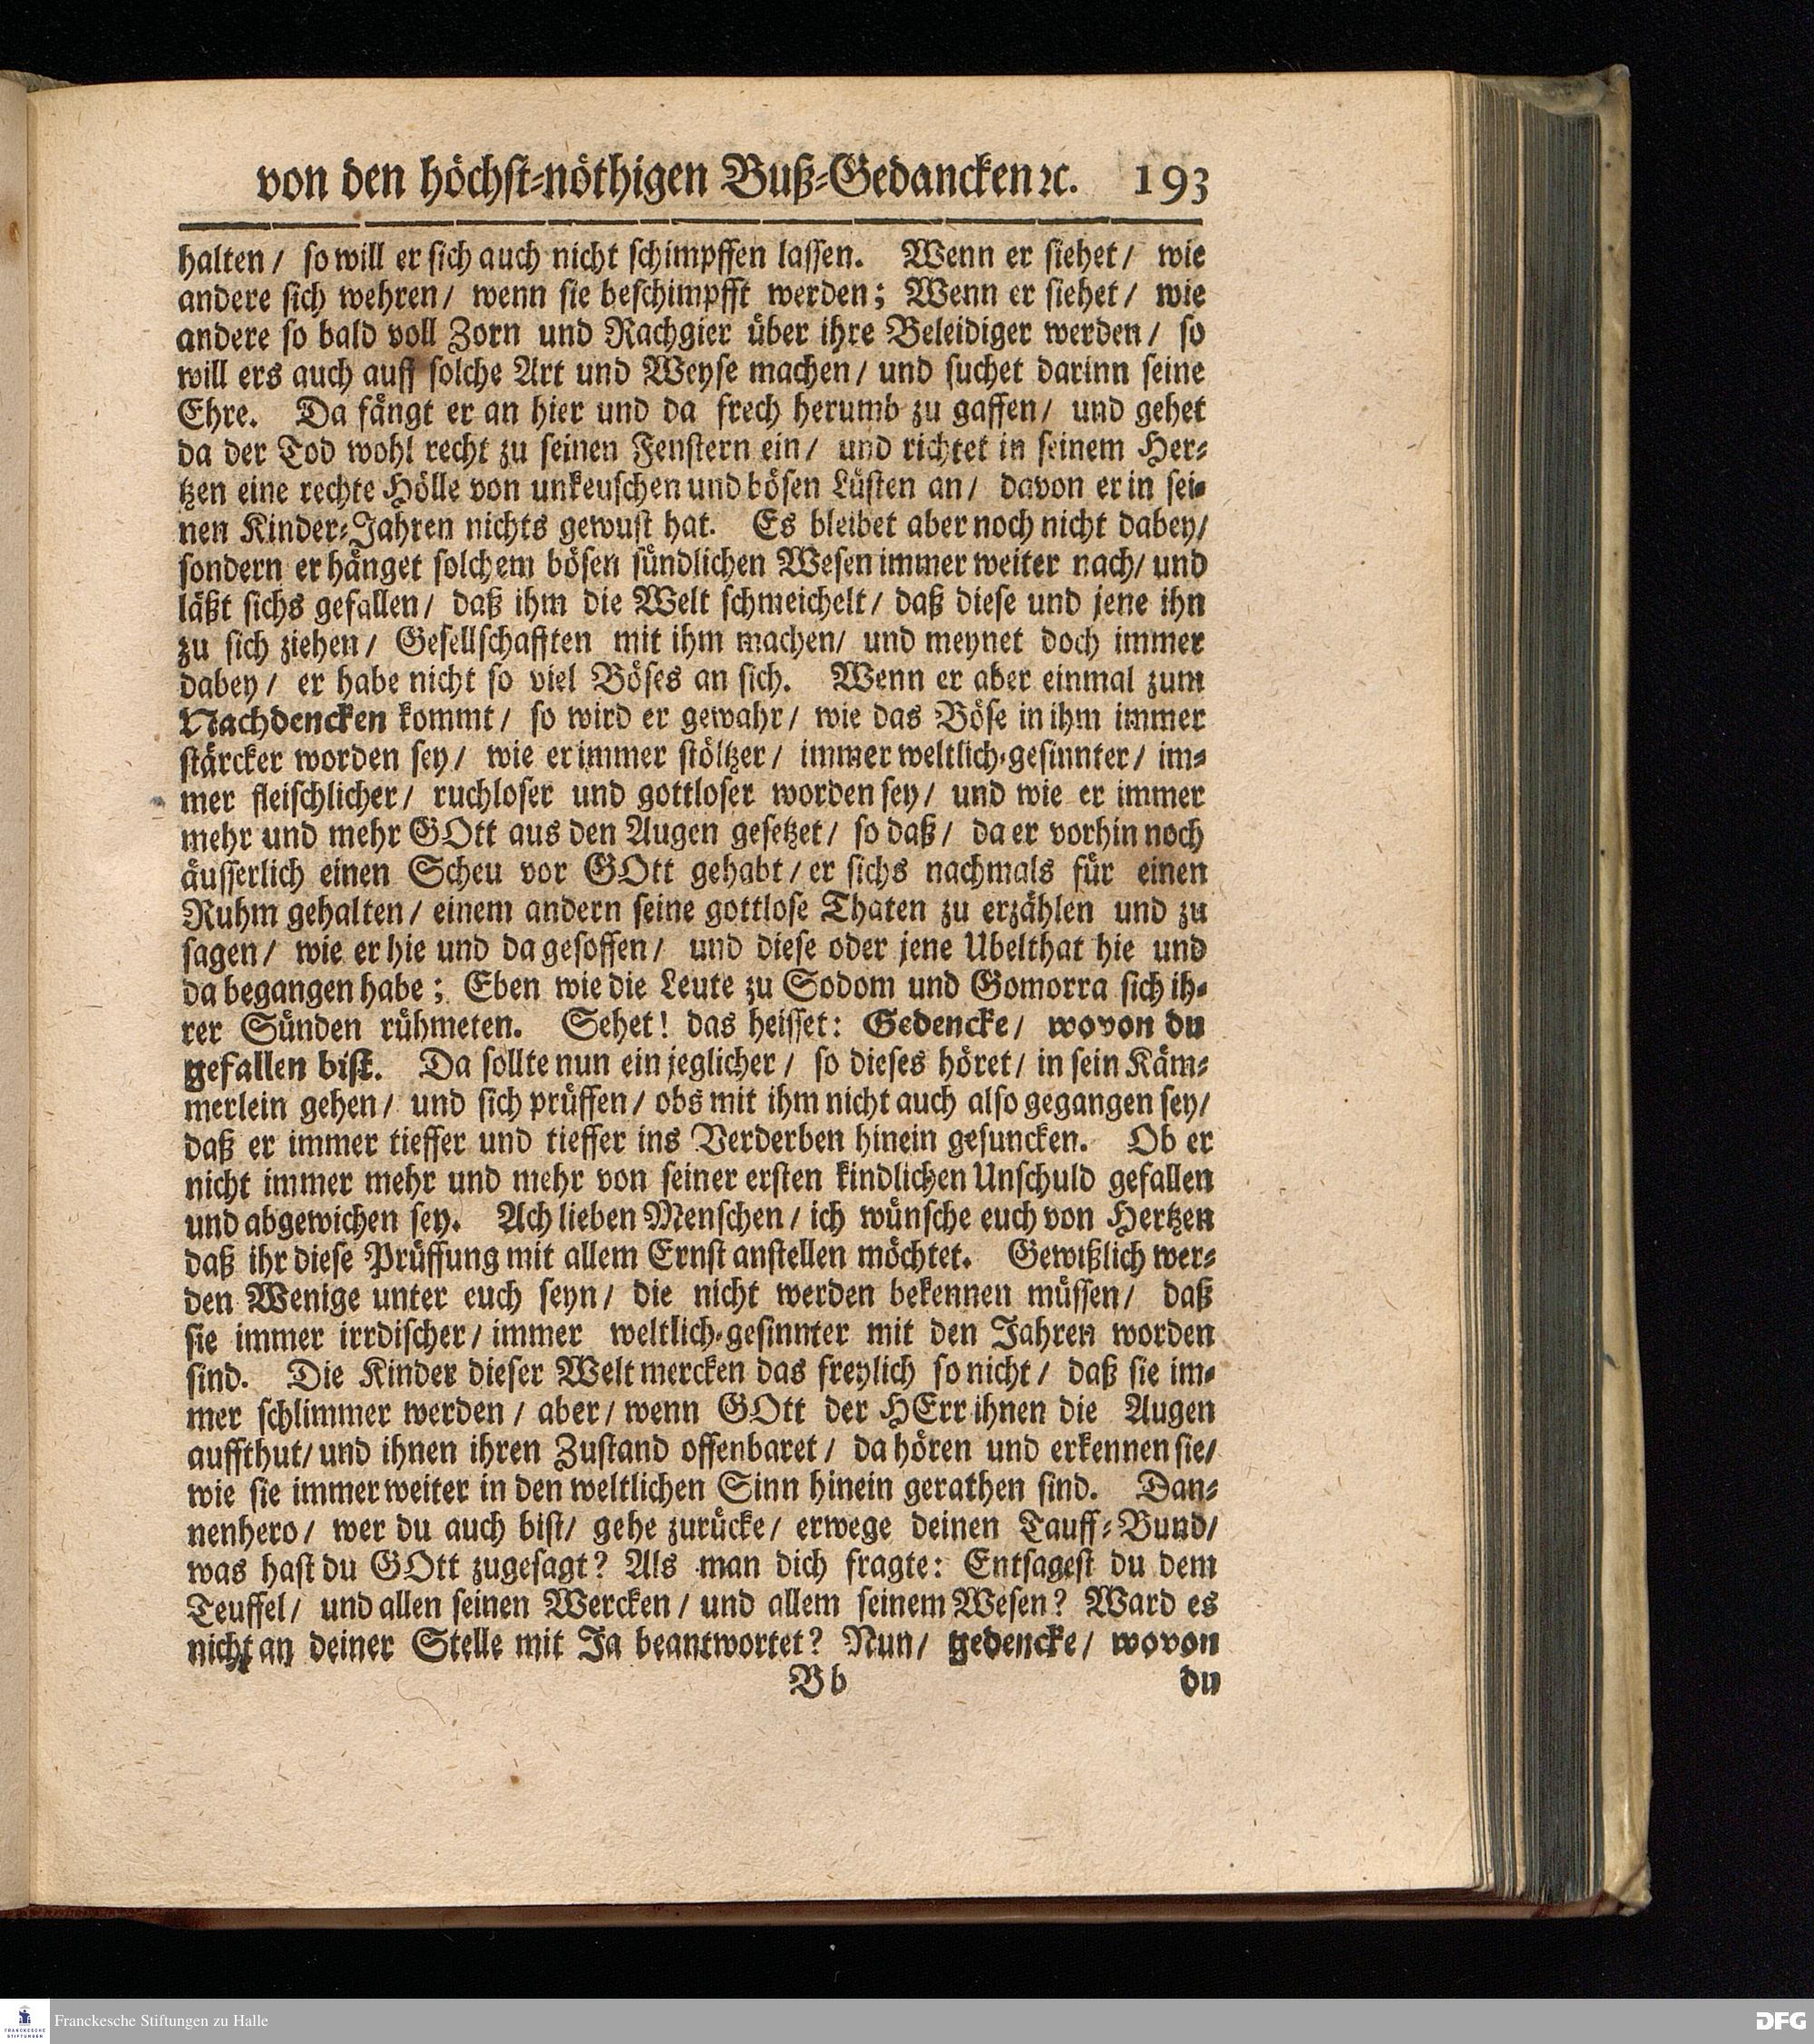 von den höchst-nöthigen Buß-Gedancken ꝛc. 193
halten / so will er sich auch nicht schimpffen lassen. Wenn er siehet / wie
andere sich wehren / wenn sie beschimpfft werden; Wenn er siehet / wie
andere so bald voll Zorn und Rachgier über ihre Beleidiger werden / so
will ers auch auff solche Art und Weyse machen / und suchet darinn seine
Ehre. Da fängt er an hier und da frech herumb zu gaffen / und gehet
da der Tod wohl recht zu seinen Fenstern ein / und richtet in seinem Her-
tzen eine rechte Hölle von unkeuschen und bösen Lüsten an / davon er in sei-
nen Kinder-Jahren nichts gewust hat. Es bleibet aber noch nicht dabey /
sondern er hänget solchem bösen sündlichen Wesen immer weiter nach / und
läßt sichs gefallen / daß ihm die Welt schmeichelt / daß diese und jene ihn
zu sich ziehen / Gesellschafften mit ihm machen / und meynet doch immer
dabey / er habe nicht so viel Böses an sich. Wenn er aber einmal zum
Nachdencken kommt / so wird er gewahr / wie das Böse in ihm immer
stärcker worden sey / wie er immer stöltzer / immer weltlich-gesinnter / im-
mer fleischlicher / ruchloser und gottloser worden sey / und wie er immer
mehr und mehr GOtt aus den Augen gesetzet / so daß / da er vorhin noch
äusserlich einen Scheu vor GOtt gehabt / er sichs nachmals für einen
Ruhm gehalten / einem andern seine gottlose Thaten zu erzählen und zu
sagen / wie er hie und da gesoffen / und diese oder jene Ubelthat hie und
da begangen habe; Eben wie die Leute zu Sodom und Gomorra sich ih-
rer Sünden rühmeten. Sehet! das heisset: Gedencke / wovon du
gefallen bist. Da sollte nun ein jeglicher / so dieses höret / in sein Käm-
merlein gehen / und sich prüffen / obs mit ihm nicht auch also gegangen sey /
daß er immer tieffer und tieffer ins Verderben hinein gesuncken. Ob er
nicht immer mehr und mehr von seiner ersten kindlichen Unschuld gefallen
und abgewichen sey. Ach lieben Menschen / ich wünsche euch von Hertzen
daß ihr diese Prüffung mit allem Ernst anstellen möchtet. Gewißlich wer-
den Wenige unter euch seyn / die nicht werden bekennen müssen / daß
sie immer irrdischer / immer weltlich-gesinnter mit den Jahren worden
sind. Die Kinder dieser Welt mercken das freylich so nicht / daß sie im-
mer schlimmer werden / aber / wenn GOtt der HErr ihnen die Augen
auffthut / und ihnen ihren Zustand offenbaret / da hören und erkennen sie /
wie sie immer weiter in den weltlichen Sinn hinein gerathen sind. Dan-
nenhero / wer du auch bist / gehe zurücke / erwege deinen Tauff-Bund /
was hast du GOtt zugesagt? Als man dich fragte: Entsagest du dem
Teuffel / und allen seinen Wercken / und allem seinem Wesen? Ward es
nicht an deiner Stelle mit Ja beantwortet? Nun / gedencke / wovon
Bb du
FRANCKESCHE STIFTUNGEN
Franckesche Stiftungen zu Halle
DFG